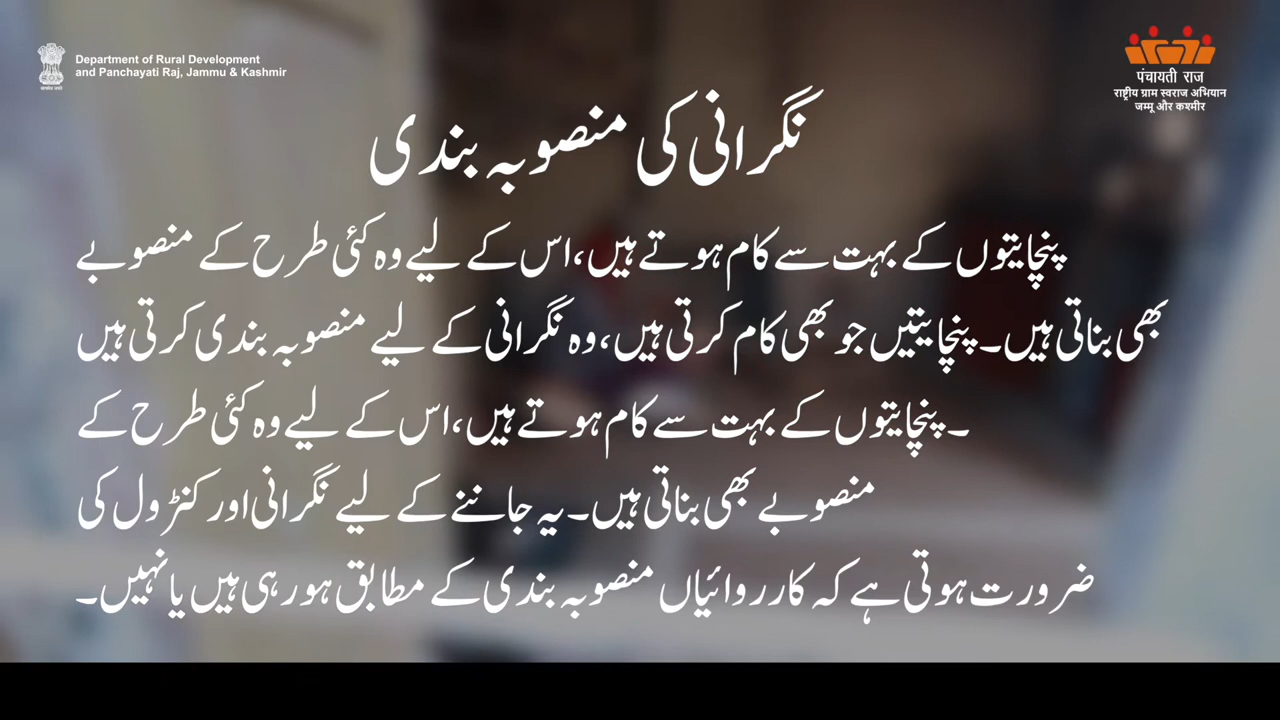 Department of Rural Development
and Panchayati Raj, Jammu & Kashmir
पंचायती राज
राष्ट्रीय ग्राम स्वराज अभियान
जम्मू और कश्मीर
نگرانی کی منصوبہ بندی
پنچایتوں کے بہت سے کام ہوتے ہیں، اس کے لیے وہ کئی طرح کے منصوبے
بھی بناتی ہیں۔ پنچایتیں جو بھی کام کرتی ہیں، وہ نگرانی کے لیے منصوبہ بندی کرتی ہیں
۔ پنچایتوں کے بہت سے کام ہوتے ہیں، اس کے لیے وہ کئی طرح کے
منصوبے بھی بناتی ہیں۔ یہ جاننے کے لیے نگرانی اور کنٹرول کی
ضرورت ہوتی ہے کہ کارروائیاں منصوبہ بندی کے مطابق ہو رہی ہیں یا نہیں۔